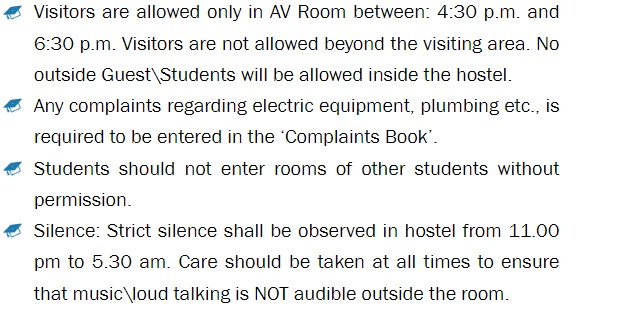 Visitors are allowed only in AV Room between: 4:30 p.m. and
6:30 p.m. Visitors are not allowed beyond the visiting area. No
outside Guest\Students will be allowed inside the hostel.
Any complaints regarding electric equipment, plumbing etc., is
required to be entered in the ‘Complaints Book’.
Students should not enter rooms of other students without
permission.
Silence: Strict silence shall be observed in hostel from 11.00
pm to 5.30 am. Care should be taken at all times to ensure
that music\loud talking is NOT audible outside the room.